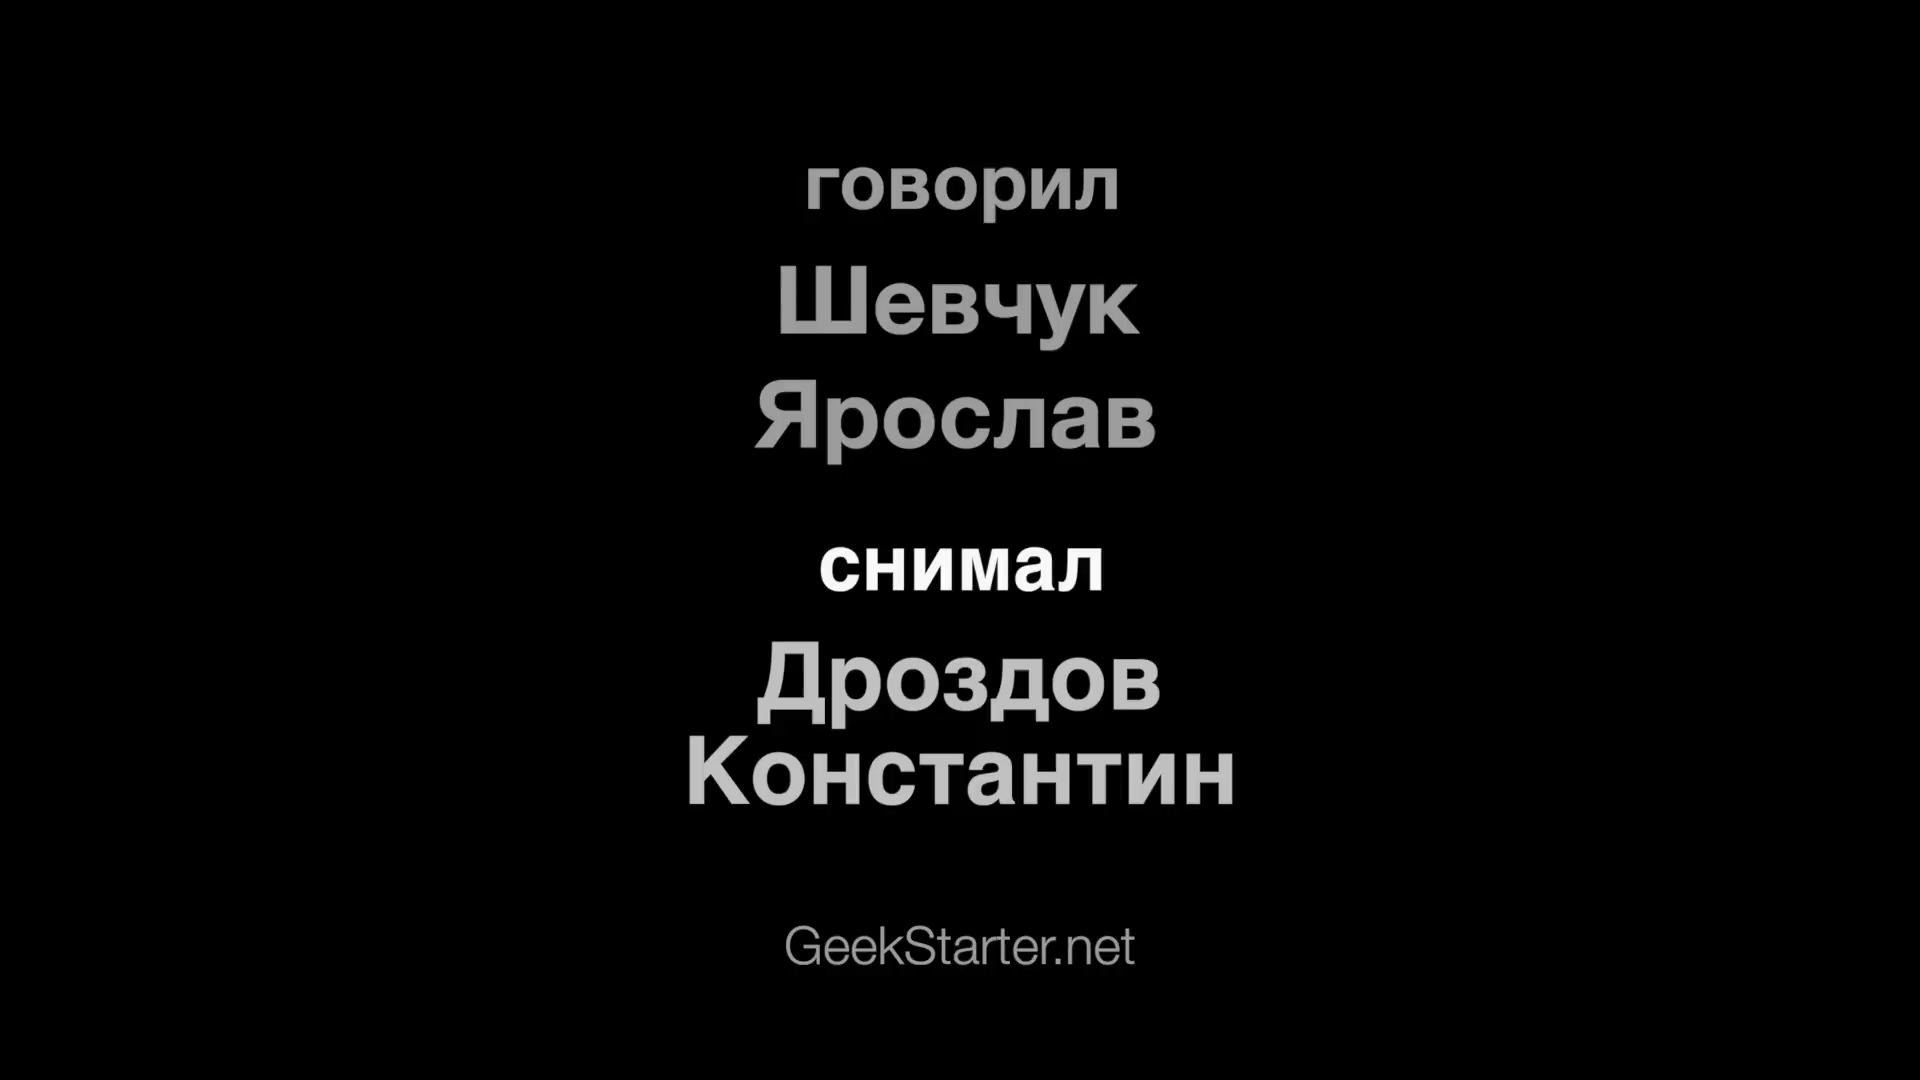 говорил
Шевчук
Ярослав
снимал
Дроздов
Константин
GeekStarter.net